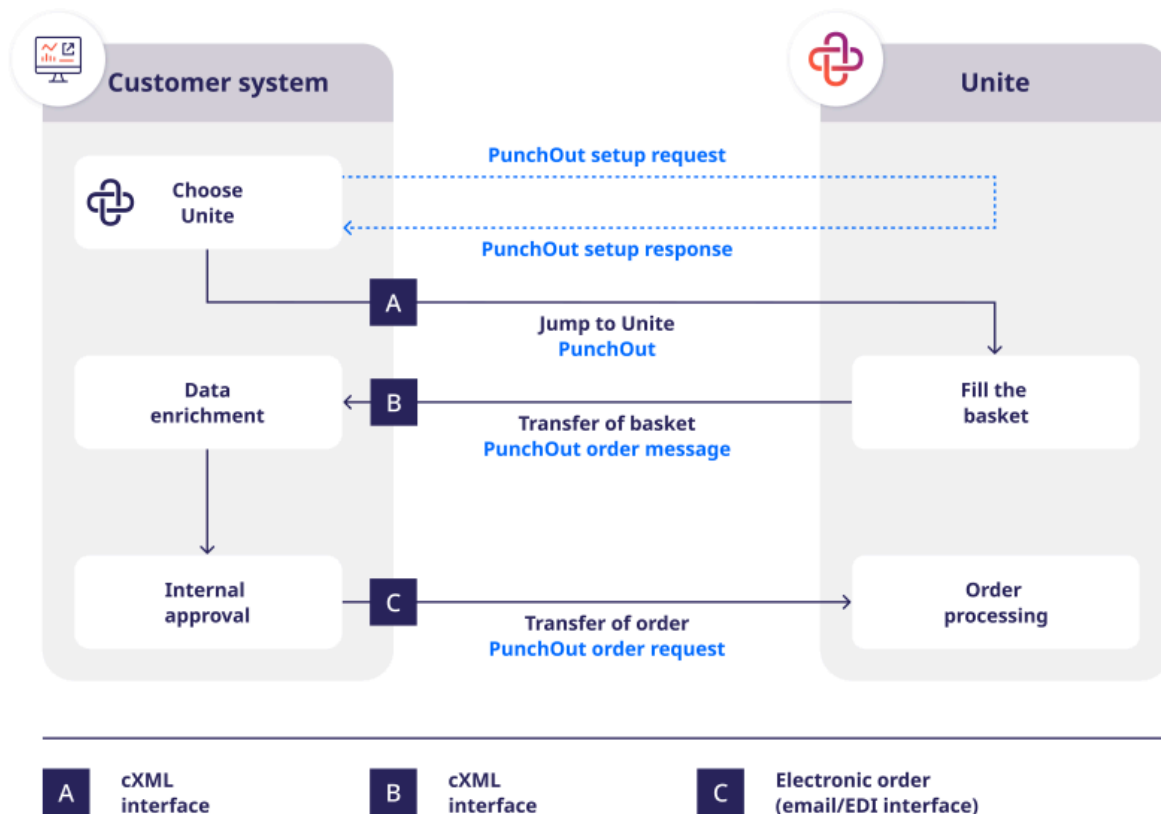 Customer system
Unite
PunchOut setup request
Choose
Unite
PunchOut setup response
A
Jump to Unite
PunchOut
Data
enrichment
B
Fill the
basket
Transfer of basket
PunchOut order message
Internal
approval
C
Order
processing
Transfer of order
PunchOut order request
A
cXML
interface
B
cXML
interface
C
Electronic order
(email/EDI interface)